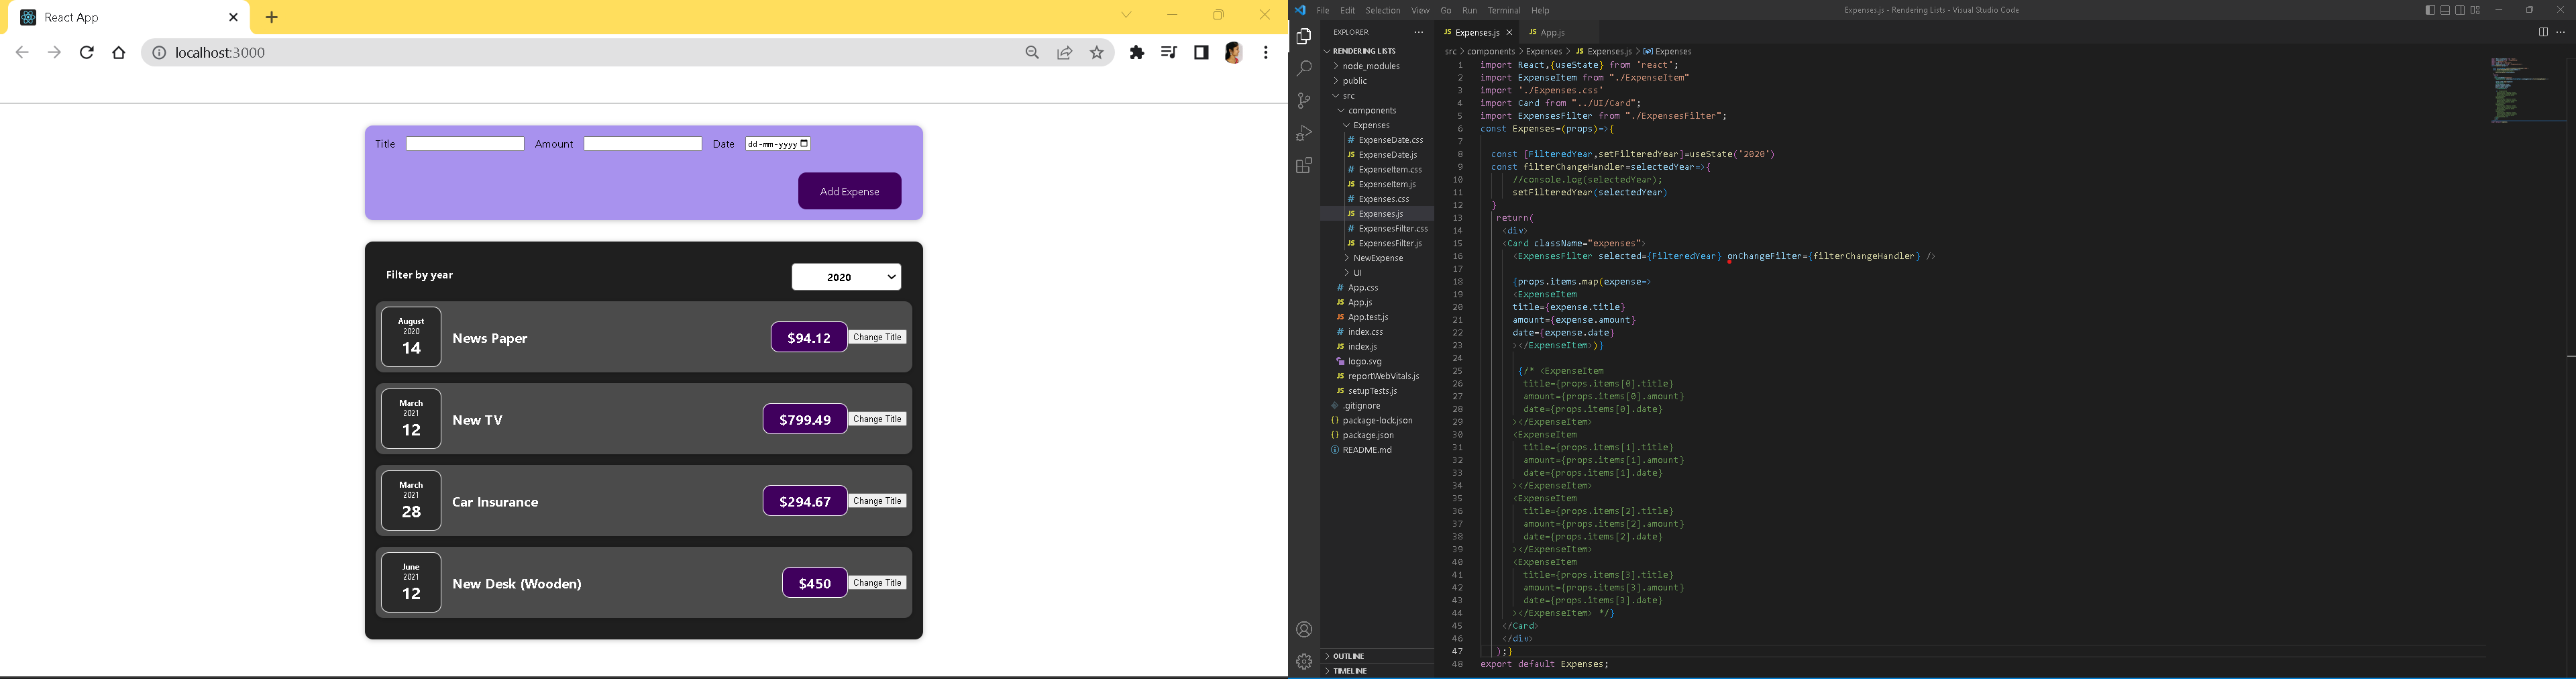 React App
localhost:3000
Title Amount Date dd-mm-yyyy
Add Expense
Filter by year 2020
August
2020
14
News Paper $94.12 Change Title
March
2021
12
New TV $799.49 Change Title
March
2021
28
Car Insurance $294.67 Change Title
June
2021
12
New Desk (Wooden) $450 Change Title
File Edit Selection View Go Run Terminal Help Expenses.js - Rendering Lists - Visual Studio Code
EXPLORER ...
RENDERING LISTS
node_modules
public
src
components
Expenses
# ExpenseDate.css
JS ExpenseDate.js
# ExpenseItem.css
JS ExpenseItem.js
# Expenses.css
JS Expenses.js
# ExpensesFilter.css
JS ExpensesFilter.js
NewExpense
UI
# App.css
JS App.js
JS App.test.js
# index.css
JS index.js
logo.svg
JS reportWebVitals.js
JS setupTests.js
.gitignore
{} package-lock.json
{} package.json
README.md
OUTLINE
TIMELINE
JS Expenses.js JS App.js
src > components > Expenses > JS Expenses.js > Expenses
1 import React,{useState} from 'react';
2 import ExpenseItem from "./ExpenseItem"
3 import './Expenses.css'
4 import Card from "../UI/Card";
5 import ExpensesFilter from "./ExpensesFilter";
6 const Expenses=(props)=>{
7
8 const [FilteredYear,setFilteredYear]=useState('2020')
9 const filterChangeHandler=selectedYear=>{
10 //console.log(selectedYear);
11 setFilteredYear(selectedYear)
12 }
13 return(
14 <div>
15 <Card className="expenses">
16 <ExpensesFilter selected={FilteredYear} onChangeFilter={filterChangeHandler} />
17
18 {props.items.map(expense=>
19 <ExpenseItem
20 title={expense.title}
21 amount={expense.amount}
22 date={expense.date}
23 ></ExpenseItem>)}
24
25 {/* <ExpenseItem
26 title={props.items[0].title}
27 amount={props.items[0].amount}
28 date={props.items[0].date}
29 ></ExpenseItem>
30 <ExpenseItem
31 title={props.items[1].title}
32 amount={props.items[1].amount}
33 date={props.items[1].date}
34 ></ExpenseItem>
35 <ExpenseItem
36 title={props.items[2].title}
37 amount={props.items[2].amount}
38 date={props.items[2].date}
39 ></ExpenseItem>
40 <ExpenseItem
41 title={props.items[3].title}
42 amount={props.items[3].amount}
43 date={props.items[3].date}
44 ></ExpenseItem> */}
45 </Card>
46 </div>
47 );}
48 export default Expenses;